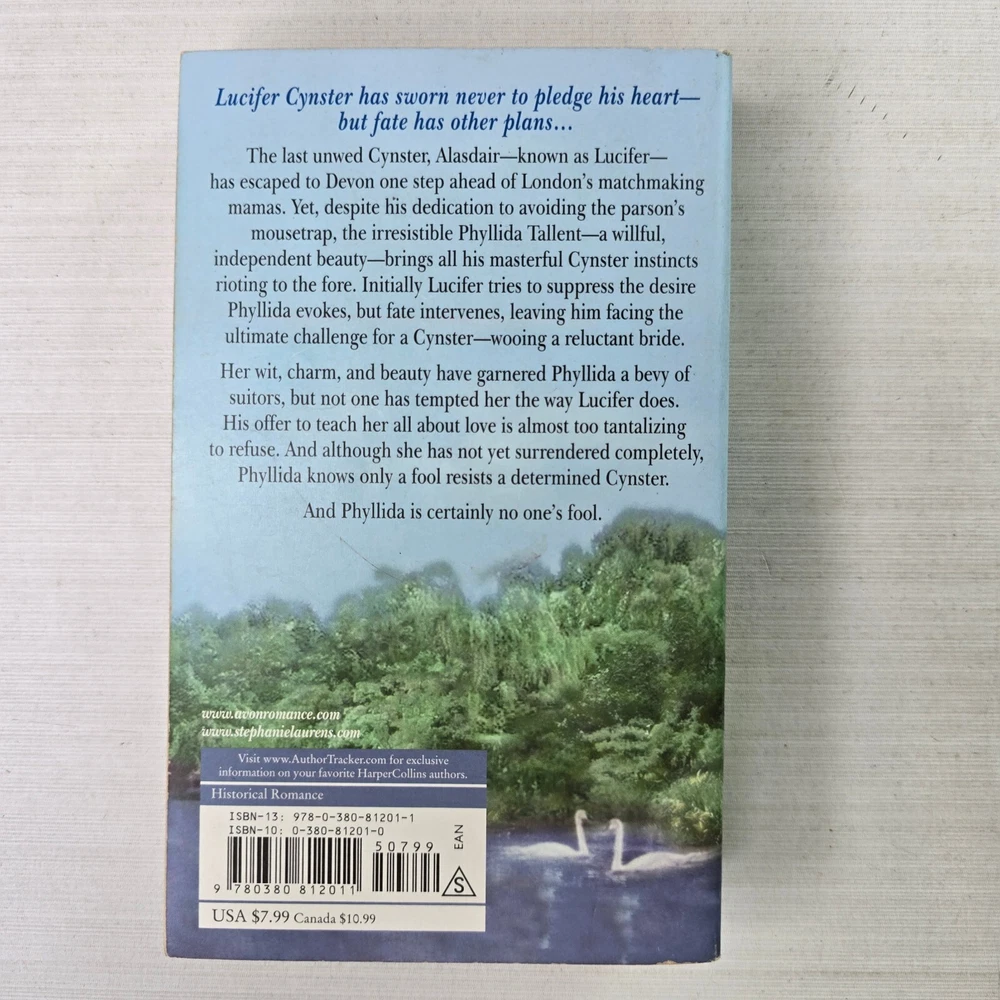 Lucifer Cynster has sworn never to pledge his heart—
but fate has other plans...
The last unwed Cynster, Alasdair—known as Lucifer—
has escaped to Devon one step ahead of London's matchmaking
mamas. Yet, despite his dedication to avoiding the parson's
mousetrap, the irresistible Phyllida Tallent—a willful,
independent beauty—brings all his masterful Cynster instincts
rioting to the fore. Initially Lucifer tries to suppress the desire
Phyllida evokes, but fate intervenes, leaving him facing the
ultimate challenge for a Cynster—wooing a reluctant bride.
Her wit, charm, and beauty have garnered Phyllida a bevy of
suitors, but not one has tempted her the way Lucifer does.
His offer to teach her all about love is almost too tantalizing
to refuse. And although she has not yet surrendered completely,
Phyllida knows only a fool resists a determined Cynster.
And Phyllida is certainly no one's fool.
www.avonromance.com
www.stephanielaurens.com
Visit www.AuthorTracker.com for exclusive
information on your favorite HarperCollins authors.
Historical Romance
ISBN-13: 978-0-380-81201-1
ISBN-10: 0-380-81201-0
50799
EAN
9 780380 812011
S
USA $7.99 Canada $10.99